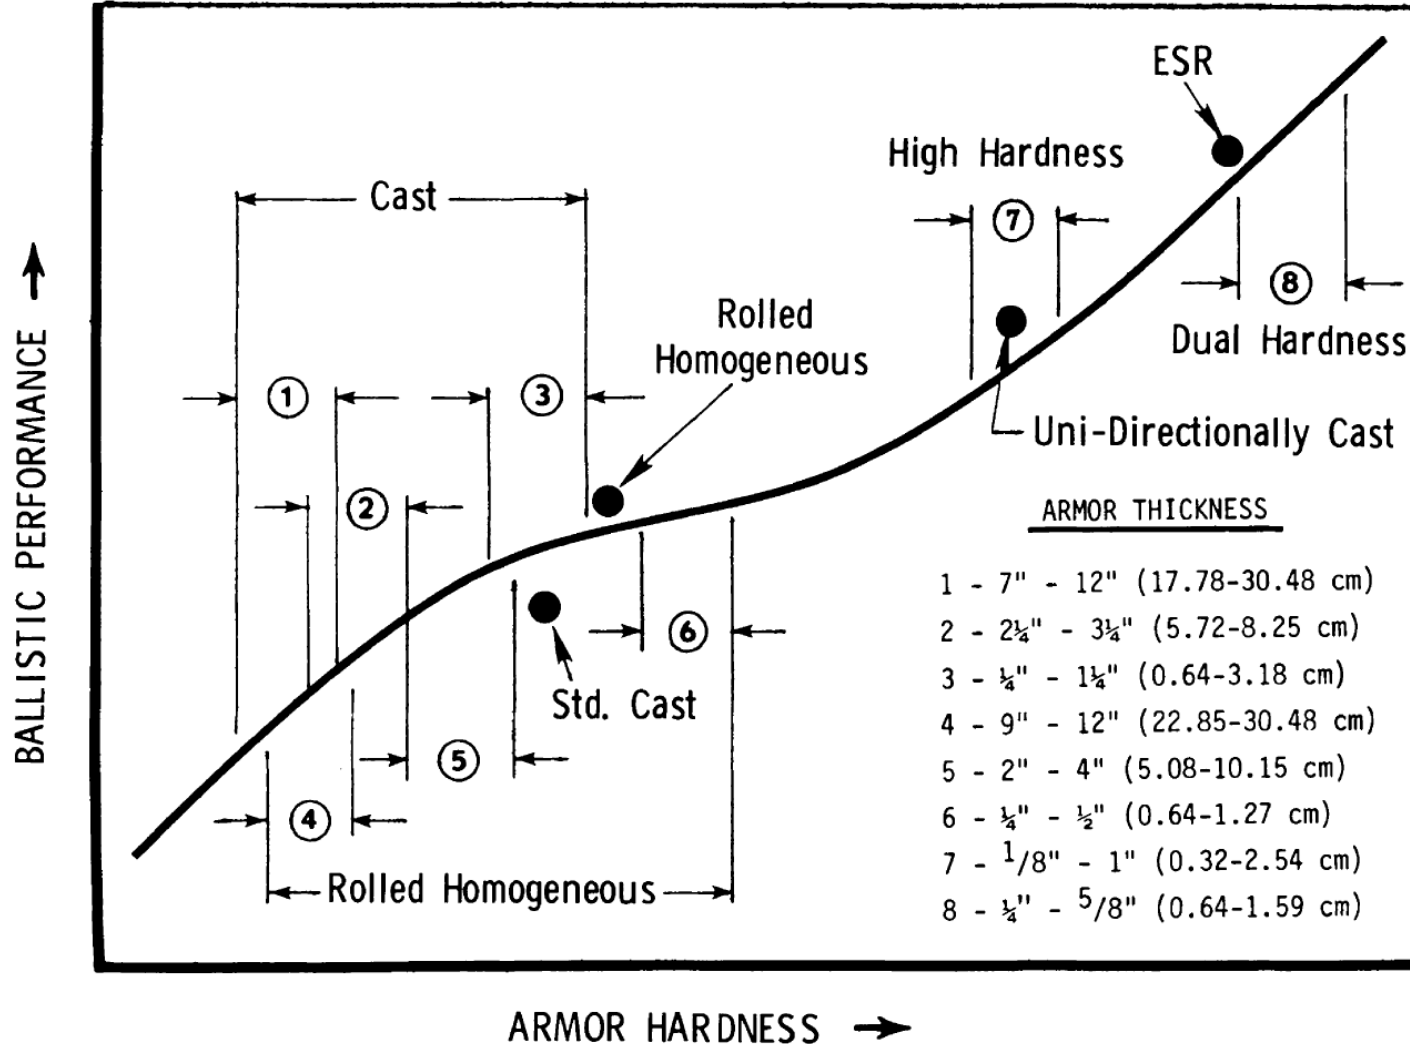 ESR
High Hardness
Cast
7
8
Rolled
Homogeneous
Dual Hardness
1
3
Uni-Directionally Cast
2
ARMOR THICKNESS
1 - 7" - 12" (17.78-30.48 cm)
2 - 2¼" - 3¼" (5.72-8.25 cm)
3 - ¼" - 1¼" (0.64-3.18 cm)
4 - 9" - 12" (22.85-30.48 cm)
5 - 2" - 4" (5.08-10.15 cm)
6 - ¼" - ½" (0.64-1.27 cm)
7 - 1/8" - 1" (0.32-2.54 cm)
8 - ¼" - 5/8" (0.64-1.59 cm)
6
Std. Cast
5
4
Rolled Homogeneous
BALLISTIC PERFORMANCE
ARMOR HARDNESS